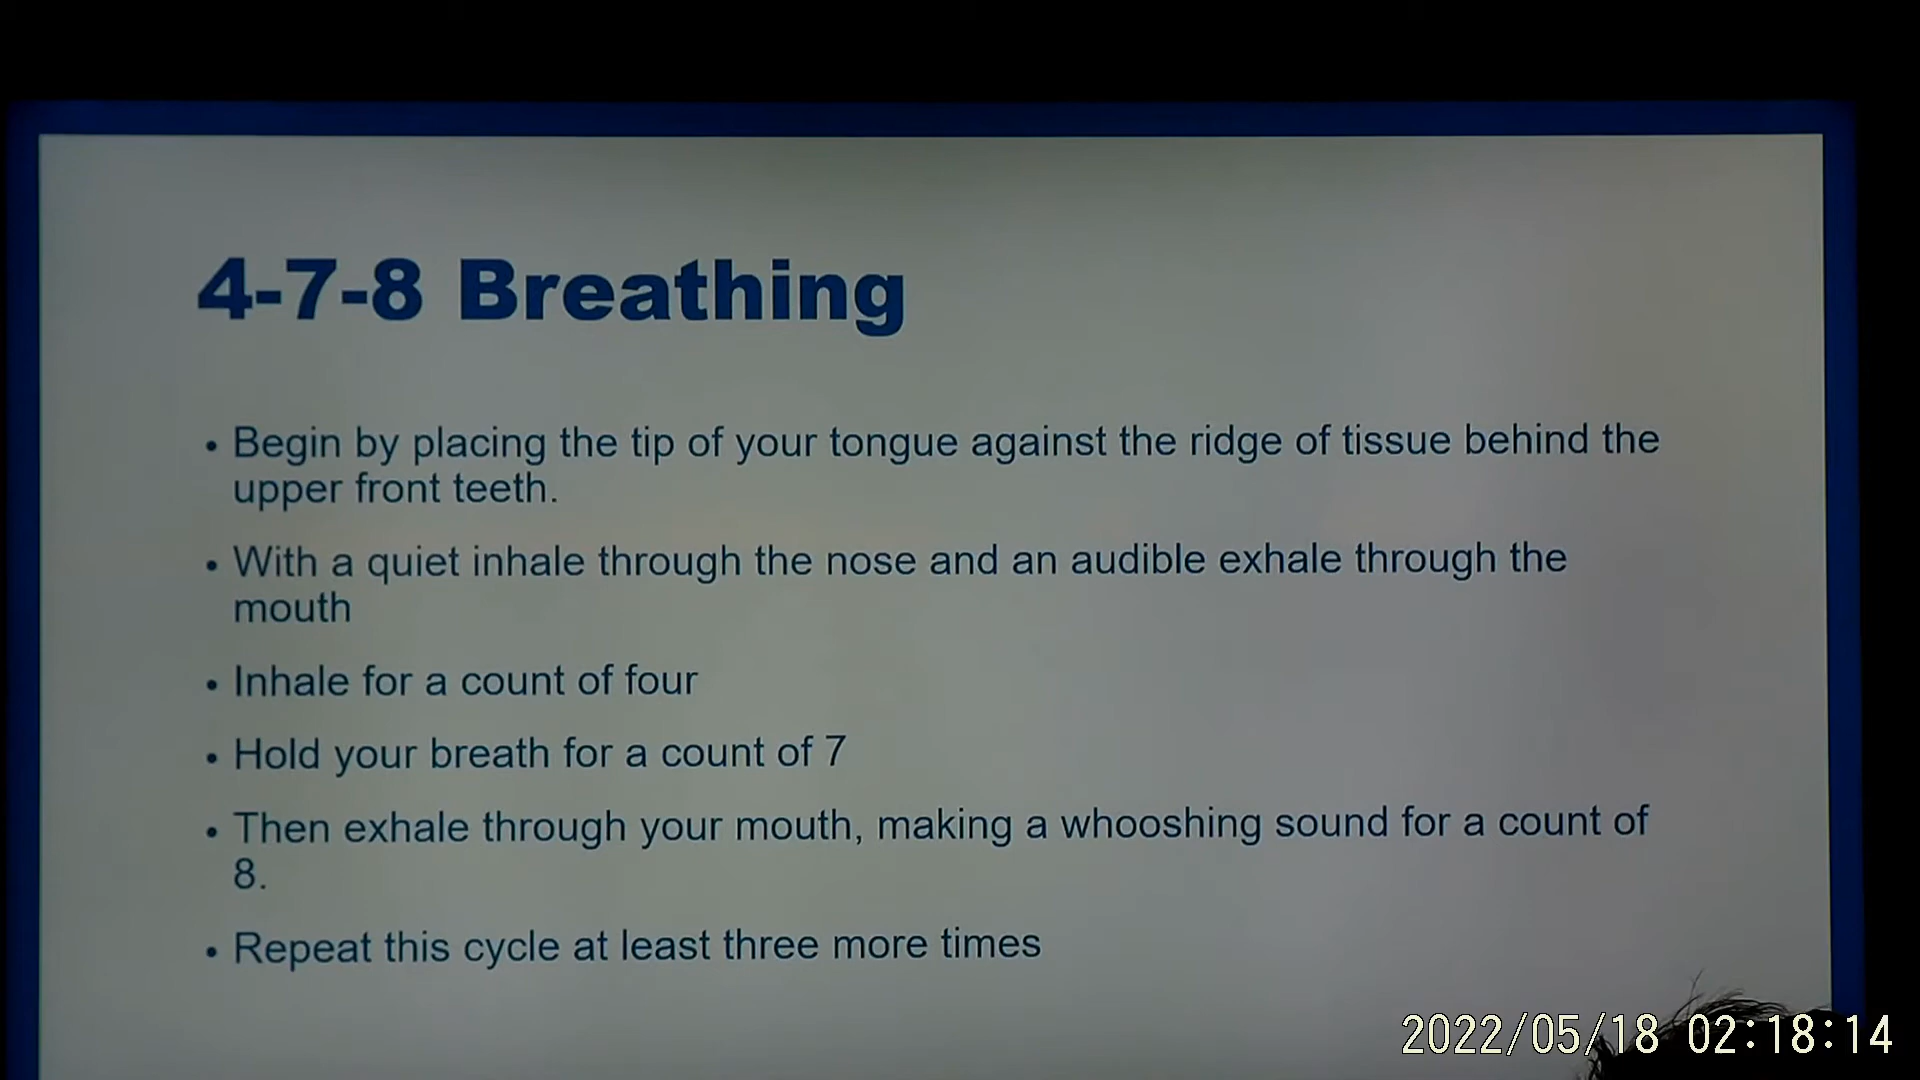 4-7-8 Breathing
• Begin by placing the tip of your tongue against the ridge of tissue behind the
upper front teeth.
• With a quiet inhale through the nose and an audible exhale through the
mouth
• Inhale for a count of four
• Hold your breath for a count of 7
• Then exhale through your mouth, making a whooshing sound for a count of
8.
• Repeat this cycle at least three more times
2022/05/18 02:18:14